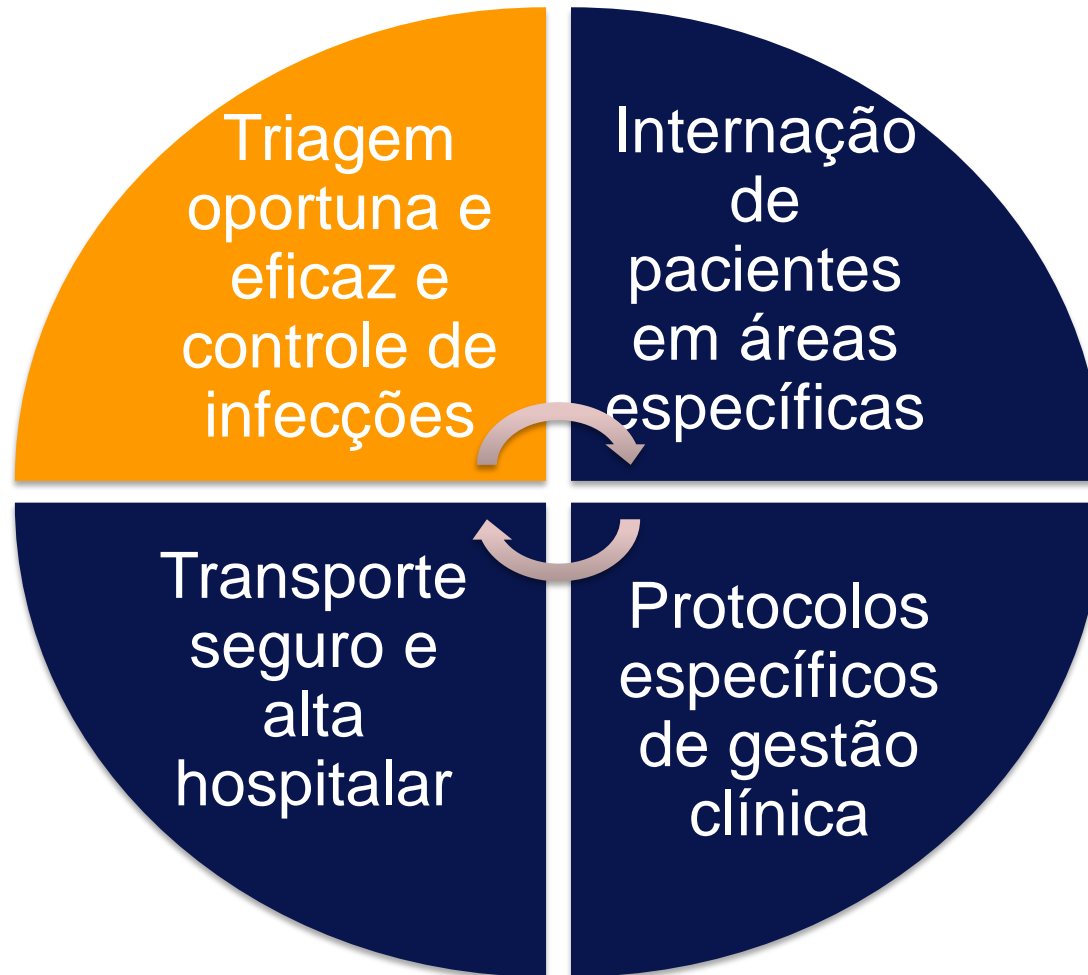 Triagem
oportuna e
eficaz e
controle de
infecções
Internação
de
pacientes
em áreas
específicas
Transporte
seguro e
alta
hospitalar
Protocolos
específicos
de gestão
clínica